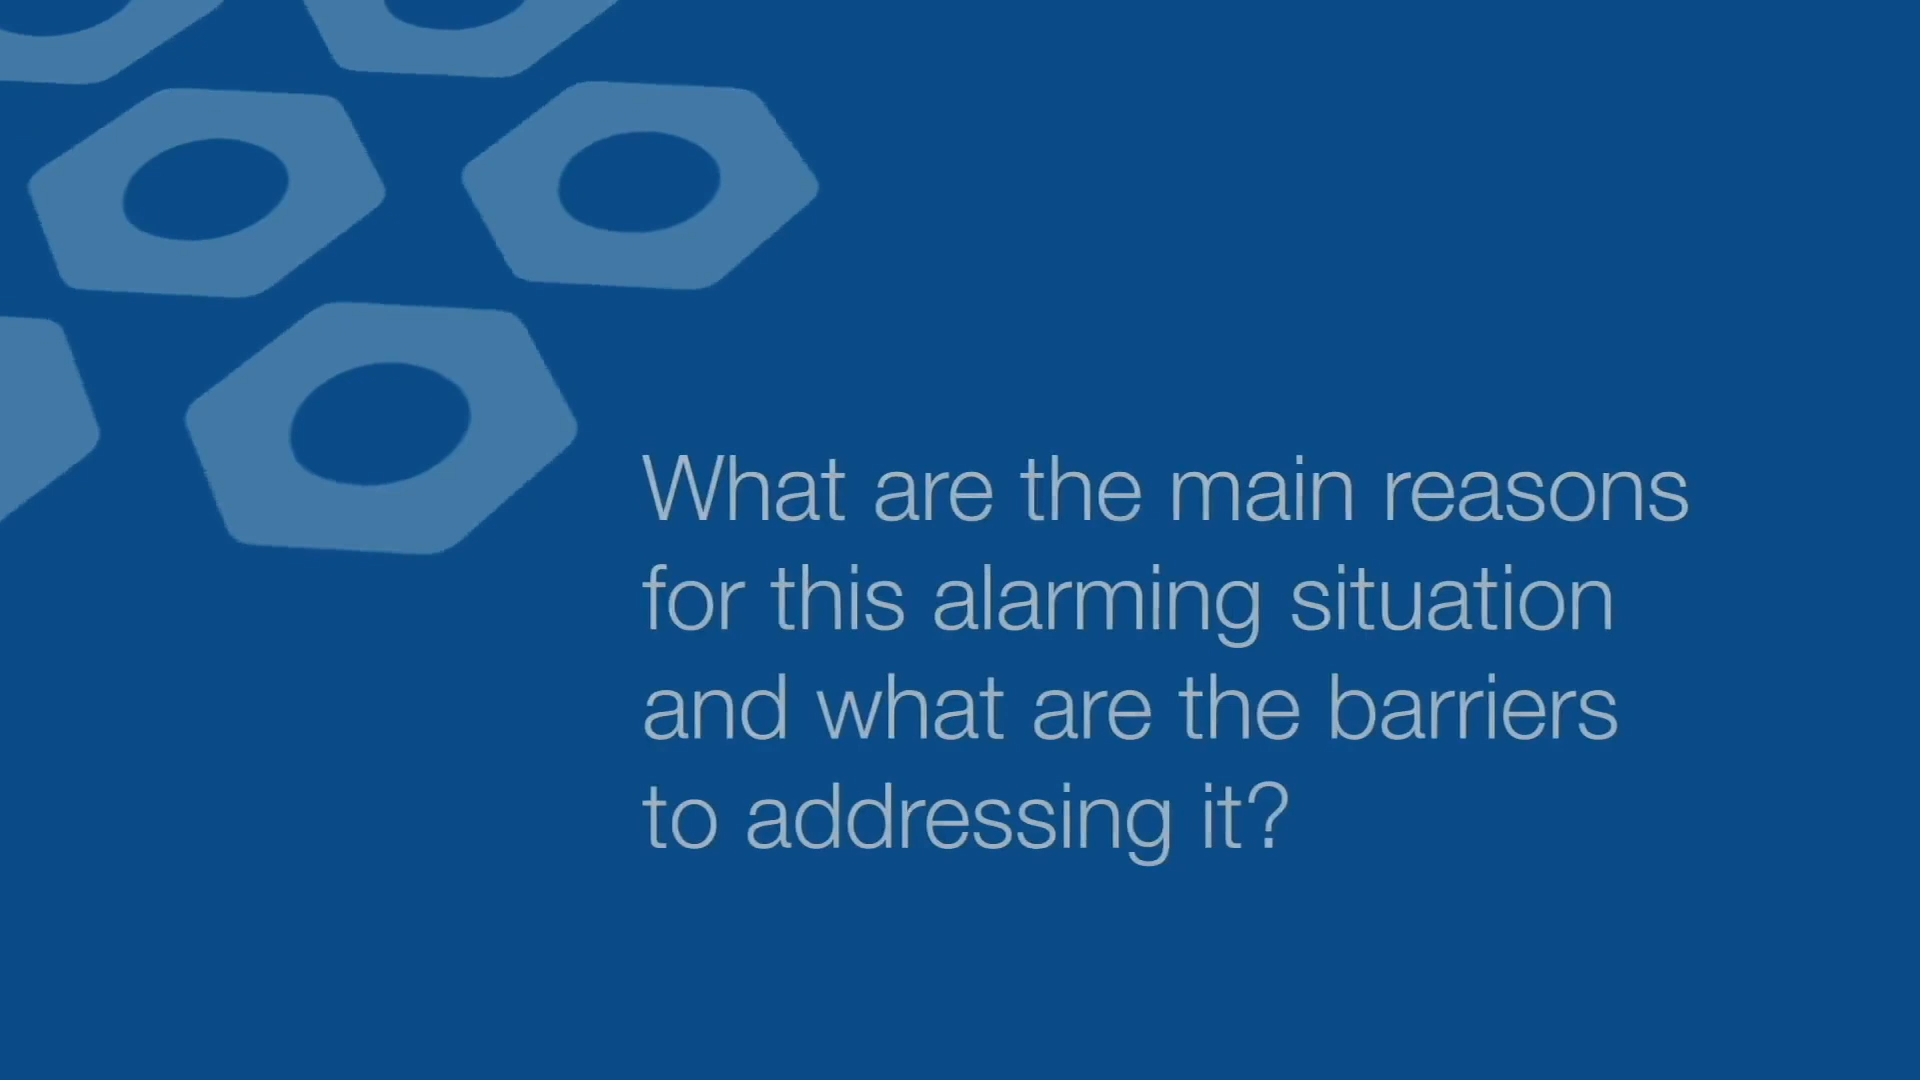 What are the main reasons
for this alarming situation
and what are the barriers
to addressing it?